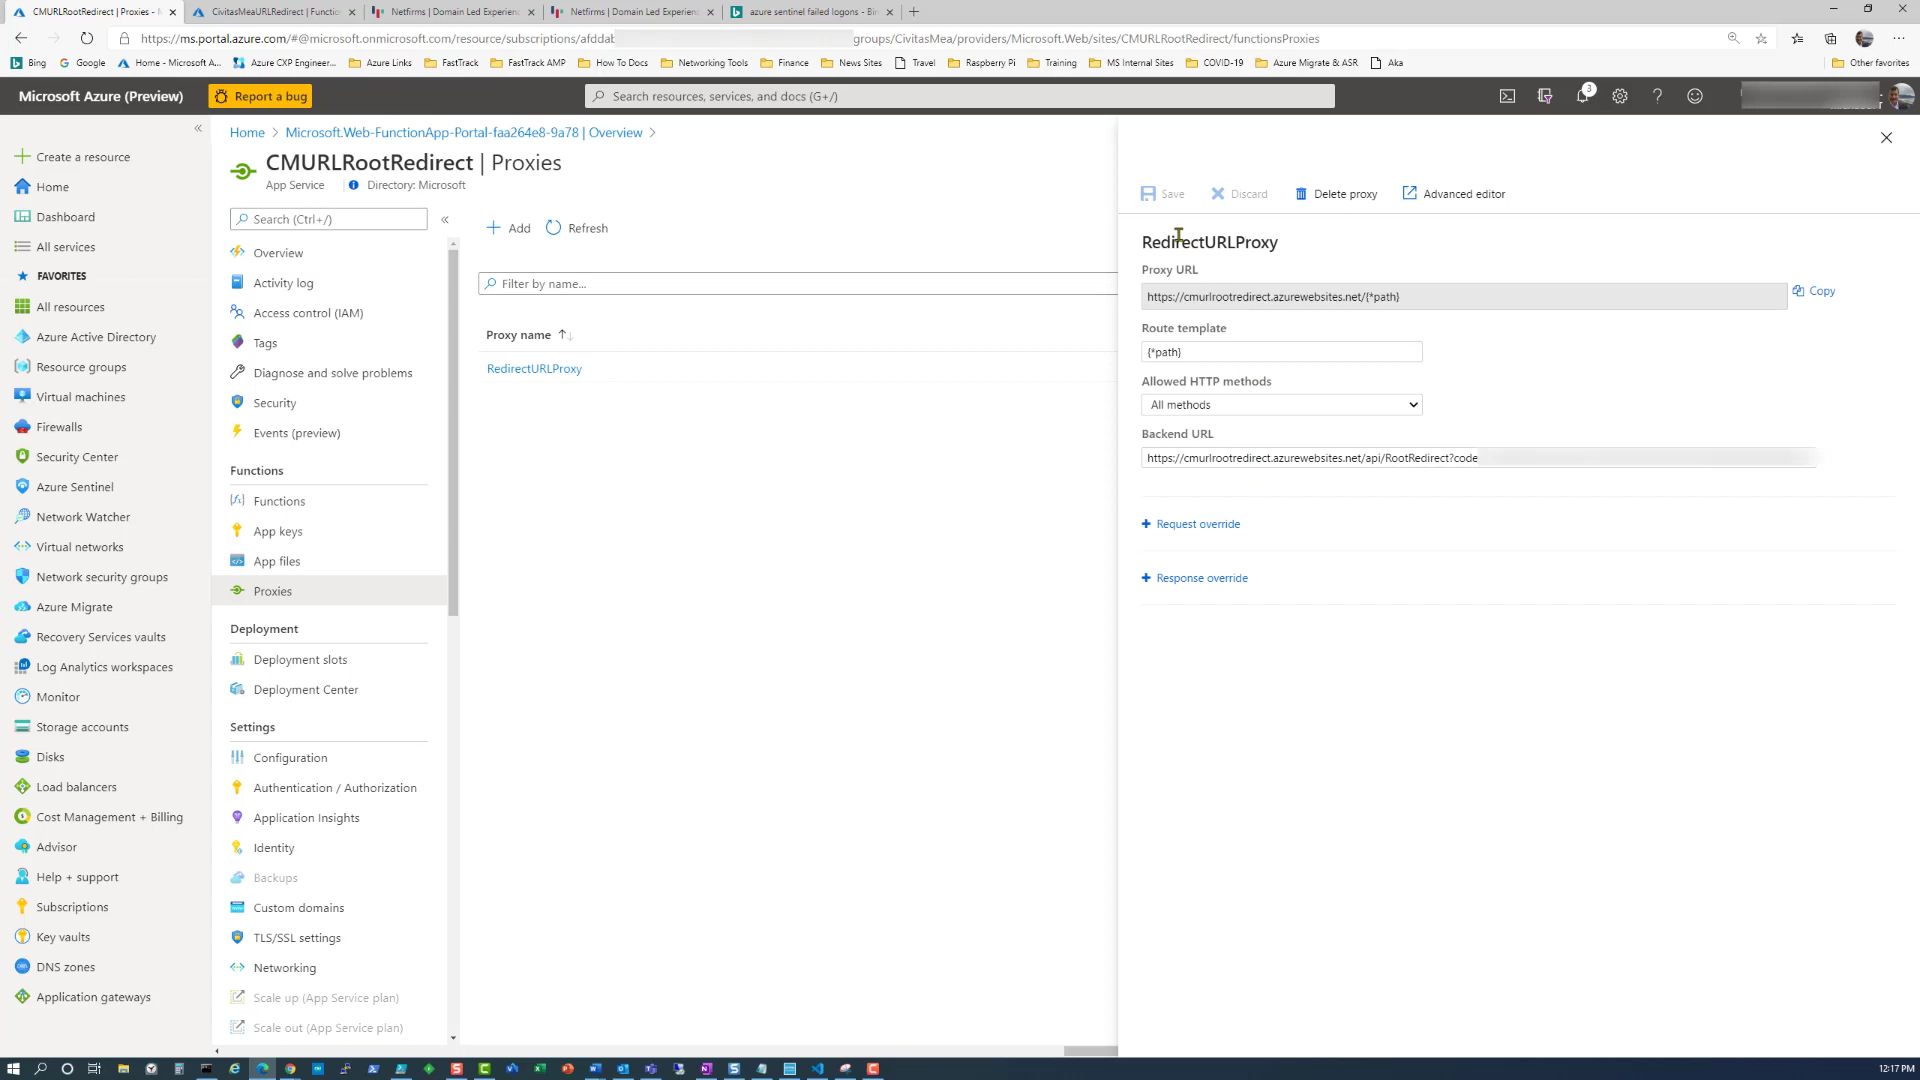 CMURLRootRedirect | Proxies -
CivitasMeaURLRedirect | Functio
Netfirms | Domain Led Experienc
Netfirms | Domain Led Experienc
azure sentinel failed logons - Bin
https://ms.portal.azure.com/#@microsoft.onmicrosoft.com/resource/subscriptions/afddab
groups/CivitasMea/providers/Microsoft.Web/sites/CMURLRootRedirect/functionsProxies
Bing
Google
Home - Microsoft A...
Azure CXP Engineer...
Azure Links
FastTrack
FastTrack AMP
How To Docs
Networking Tools
Finance
News Sites
Travel
Raspberry Pi
Training
MS Internal Sites
COVID-19
Azure Migrate & ASR
Aka
Other favorites
Microsoft Azure (Preview)
Report a bug
Search resources, services, and docs (G+/)
3
Create a resource
Home
Dashboard
All services
FAVORITES
All resources
Azure Active Directory
Resource groups
Virtual machines
Firewalls
Security Center
Azure Sentinel
Network Watcher
Virtual networks
Network security groups
Azure Migrate
Recovery Services vaults
Log Analytics workspaces
Monitor
Storage accounts
Disks
Load balancers
Cost Management + Billing
Advisor
Help + support
Subscriptions
Key vaults
DNS zones
Application gateways
Home > Microsoft.Web-FunctionApp-Portal-faa264e8-9a78 | Overview >
CMURLRootRedirect | Proxies
App Service
Directory: Microsoft
Search (Ctrl+/)
Overview
Activity log
Access control (IAM)
Tags
Diagnose and solve problems
Security
Events (preview)
Functions
Functions
App keys
App files
Proxies
Deployment
Deployment slots
Deployment Center
Settings
Configuration
Authentication / Authorization
Application Insights
Identity
Backups
Custom domains
TLS/SSL settings
Networking
Scale up (App Service plan)
Scale out (App Service plan)
Add
Refresh
Filter by name...
Proxy name
RedirectURLProxy
Save
Discard
Delete proxy
Advanced editor
RedirectURLProxy
Proxy URL
https://cmurlrootredirect.azurewebsites.net/{*path}
Copy
Route template
{*path}
Allowed HTTP methods
All methods
Backend URL
https://cmurlrootredirect.azurewebsites.net/api/RootRedirect?code
Request override
Response override
12:17 PM